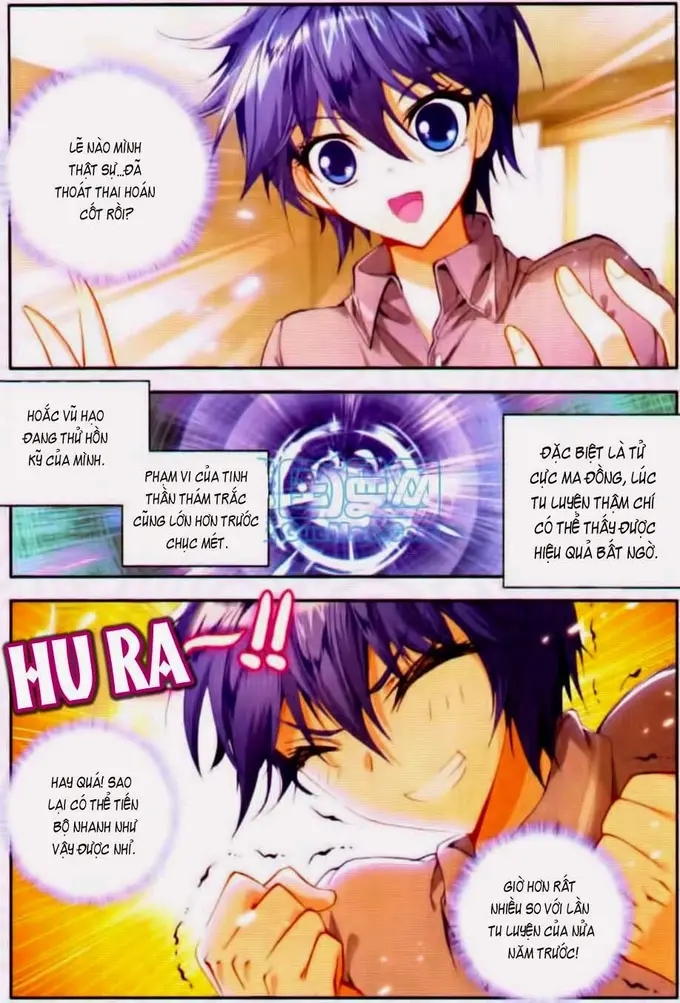 LẼ NÀO MÌNH
THẬT SỰ...ĐÃ
THOÁT THAI HOÁN
CỐT RỒI?
HOẮC VŨ HẠO
ĐANG THỬ HỒN
KỸ CỦA MÌNH.
PHẠM VI CỦA TINH
THẦN THÁM TRẮC
CŨNG LỚN HƠN TRƯỚC
CHỤC MÉT.
ĐẶC BIỆT LÀ TỬ
CỰC MA ĐỒNG, LÚC
TU LUYỆN THẬM CHÍ
CÓ THỂ THẤY ĐƯỢC
HIỆU QUẢ BẤT NGỜ.
HU RA~!!
HAY QUÁ! SAO
LẠI CÓ THỂ TIẾN
BỘ NHANH NHƯ
VẬY ĐƯỢC NHỈ.
GIỜ HƠN RẤT
NHIỀU SO VỚI LẦN
TU LUYỆN CỦA NỬA
NĂM TRƯỚC!